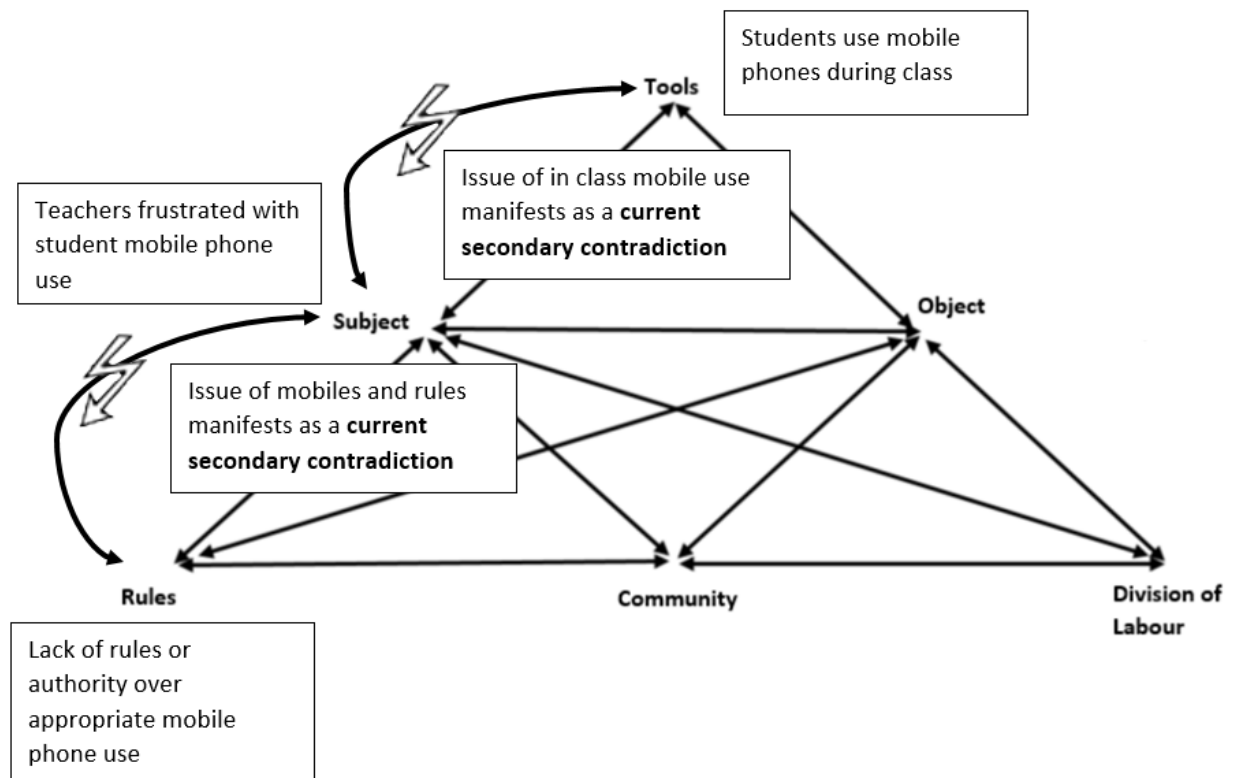 Students use mobile
phones during class
Tools
Issue of in class mobile use
manifests as a current
secondary contradiction
Teachers frustrated with
student mobile phone
use
Subject
Object
Issue of mobiles and rules
manifests as a current
secondary contradiction
Rules
Community
Division of
Labour
Lack of rules or
authority over
appropriate mobile
phone use